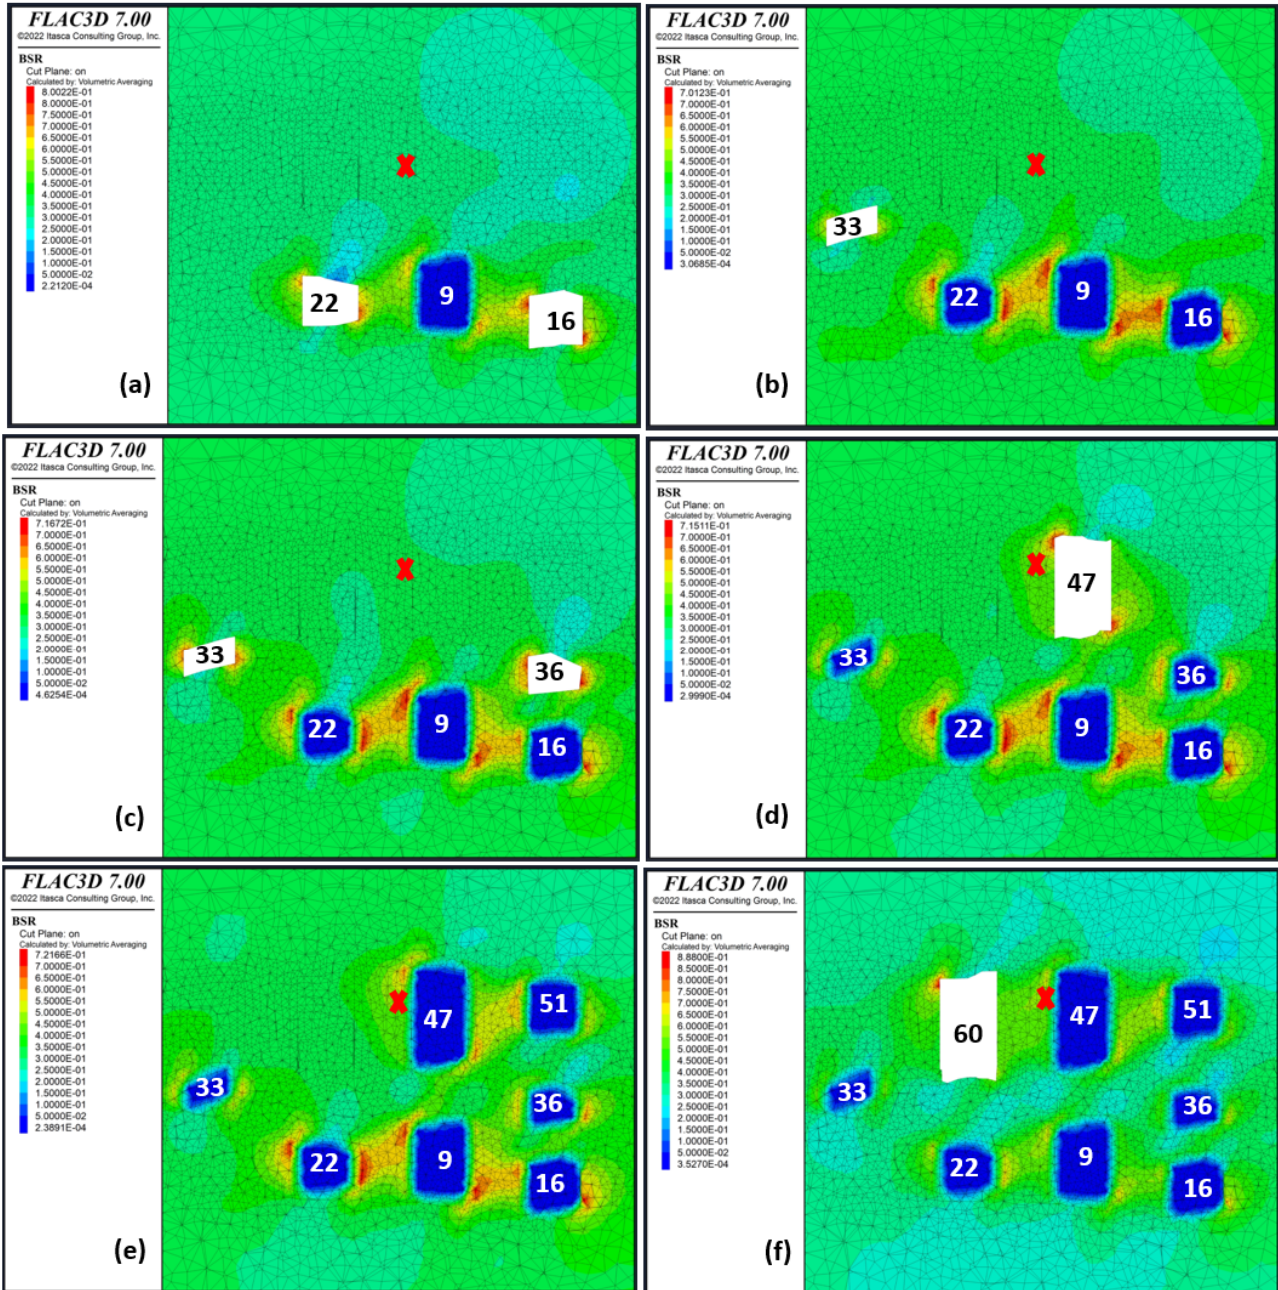 FLAC3D 7.00
©2022 Itasca Consulting Group, Inc.
BSR
Cut Plane: on
Calculated by: Volumetric Averaging
8.0022E-01
8.0000E-01
7.5000E-01
7.0000E-01
6.5000E-01
6.0000E-01
5.5000E-01
5.0000E-01
4.5000E-01
4.0000E-01
3.5000E-01
3.0000E-01
2.5000E-01
2.0000E-01
1.5000E-01
1.0000E-01
5.0000E-02
2.2120E-04
22
9
16
(a)
FLAC3D 7.00
©2022 Itasca Consulting Group, Inc.
BSR
Cut Plane: on
Calculated by: Volumetric Averaging
7.0123E-01
7.0000E-01
6.5000E-01
6.0000E-01
5.5000E-01
5.0000E-01
4.5000E-01
4.0000E-01
3.5000E-01
3.0000E-01
2.5000E-01
2.0000E-01
1.5000E-01
1.0000E-01
5.0000E-02
3.0685E-04
33
22
9
16
(b)
FLAC3D 7.00
©2022 Itasca Consulting Group, Inc.
BSR
Cut Plane: on
Calculated by: Volumetric Averaging
7.1672E-01
7.0000E-01
6.5000E-01
6.0000E-01
5.5000E-01
5.0000E-01
4.5000E-01
4.0000E-01
3.5000E-01
3.0000E-01
2.5000E-01
2.0000E-01
1.5000E-01
1.0000E-01
5.0000E-02
4.6254E-04
33
36
22
9
16
(c)
FLAC3D 7.00
©2022 Itasca Consulting Group, Inc.
BSR
Cut Plane: on
Calculated by: Volumetric Averaging
7.1511E-01
7.0000E-01
6.5000E-01
6.0000E-01
5.5000E-01
5.0000E-01
4.5000E-01
4.0000E-01
3.5000E-01
3.0000E-01
2.5000E-01
2.0000E-01
1.5000E-01
1.0000E-01
5.0000E-02
2.9990E-04
47
33
36
22
9
16
(d)
FLAC3D 7.00
©2022 Itasca Consulting Group, Inc.
BSR
Cut Plane: on
Calculated by: Volumetric Averaging
7.2166E-01
7.0000E-01
6.5000E-01
6.0000E-01
5.5000E-01
5.0000E-01
4.5000E-01
4.0000E-01
3.5000E-01
3.0000E-01
2.5000E-01
2.0000E-01
1.5000E-01
1.0000E-01
5.0000E-02
2.3891E-04
47
51
33
36
22
9
16
(e)
FLAC3D 7.00
©2022 Itasca Consulting Group, Inc.
BSR
Cut Plane: on
Calculated by: Volumetric Averaging
8.8800E-01
8.5000E-01
8.0000E-01
7.5000E-01
7.0000E-01
6.5000E-01
6.0000E-01
5.5000E-01
5.0000E-01
4.5000E-01
4.0000E-01
3.5000E-01
3.0000E-01
2.5000E-01
2.0000E-01
1.5000E-01
1.0000E-01
5.0000E-02
3.5270E-04
60
47
51
33
36
22
9
16
(f)